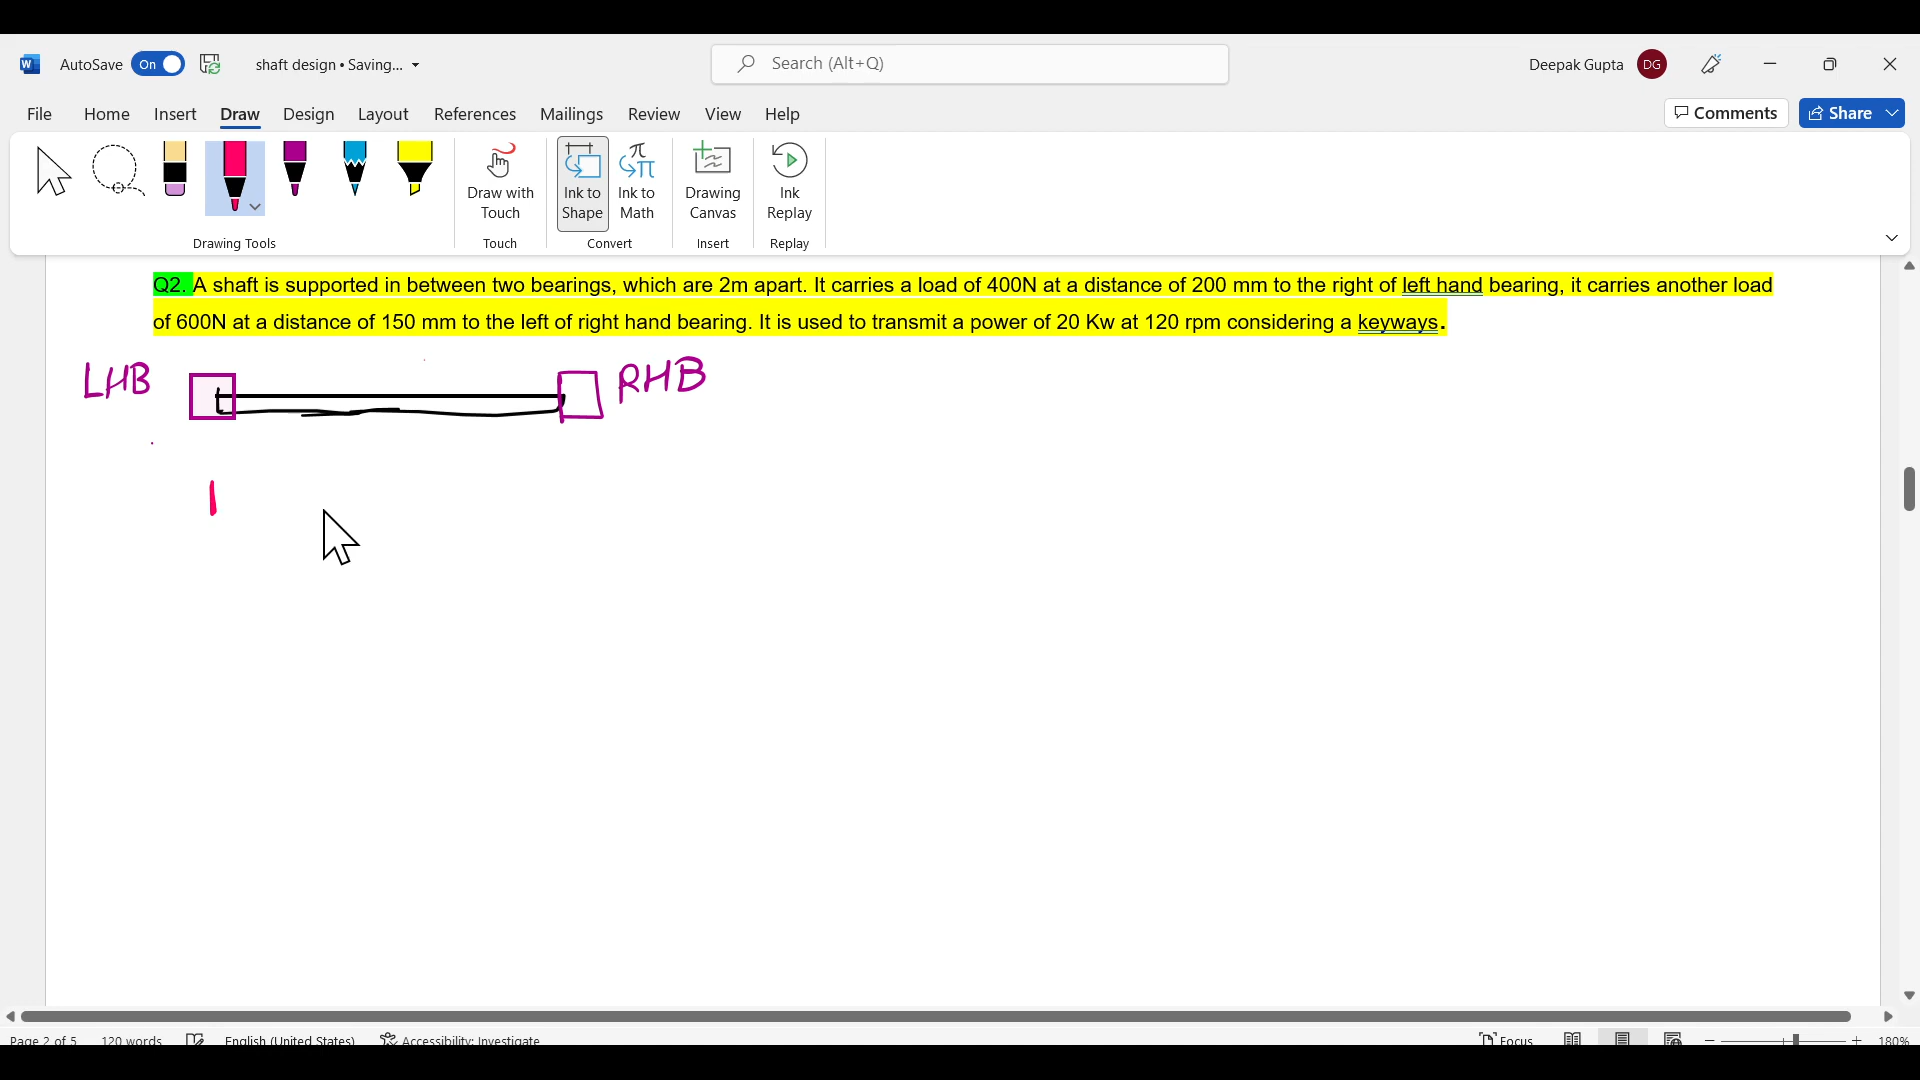 AutoSave On shaft design • Saving... Search (Alt+Q) Deepak Gupta DG
File Home Insert Draw Design Layout References Mailings Review View Help Comments Share
Draw with Touch
Ink to Shape
Ink to Math
Drawing Canvas
Ink Replay
Drawing Tools Touch Convert Insert Replay
Q2. A shaft is supported in between two bearings, which are 2m apart. It carries a load of 400N at a distance of 200 mm to the right of left hand bearing, it carries another load
of 600N at a distance of 150 mm to the left of right hand bearing. It is used to transmit a power of 20 Kw at 120 rpm considering a keyways.
LHB RHB
Page 2 of 5 120 words English (United States) Accessibility: Investigate Focus 180%